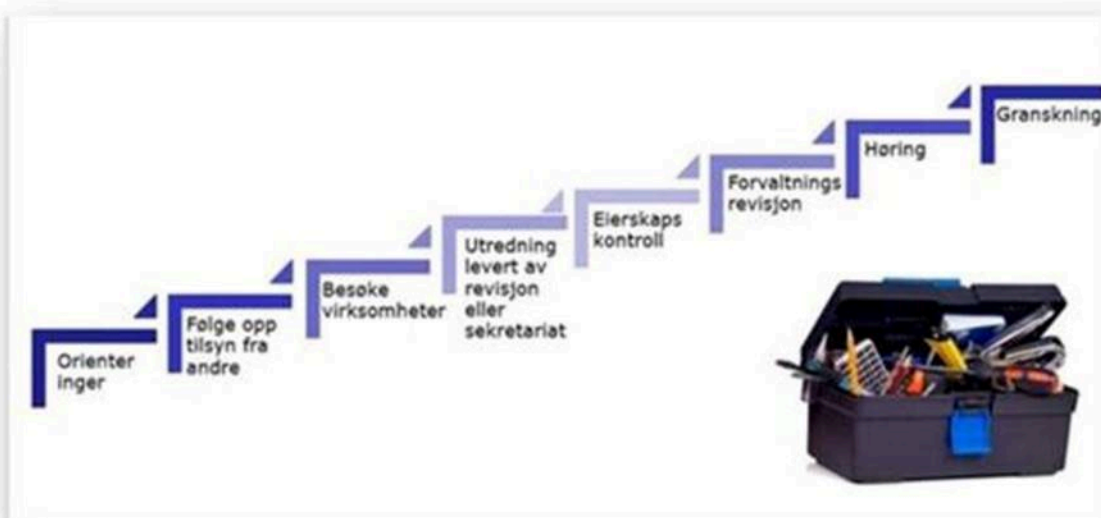 Orienter
inger
Følge opp
tilsyn fra
andre
Besøke
virksomheter
Utredning
levert av
revisjon
eller
sekretariat
Eierskaps
kontroll
Forvaltnings
revisjon
Høring
Granskning